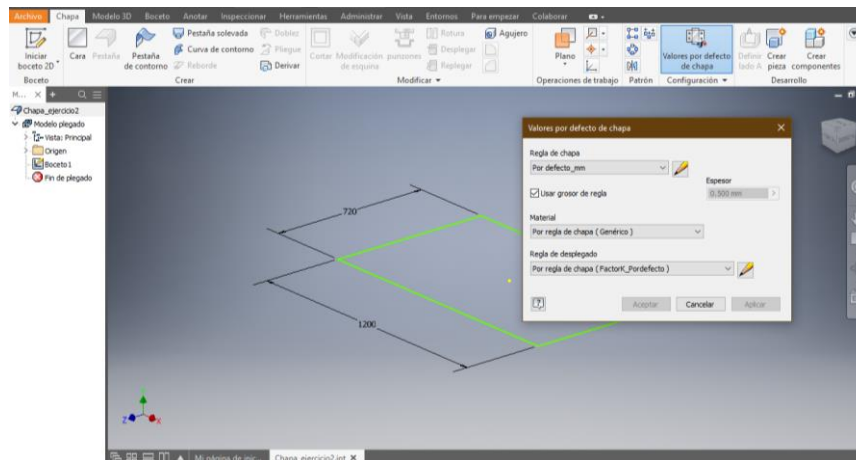 Archivo Chapa Modelo 3D Boceto Anotar Inspeccionar Herramientas Administrar Vista Entornos Para empezar Colaborar
Iniciar boceto 2D
Cara
Pestaña
Pestaña de contorno
Pestaña solevada
Curva de contorno
Reborde
Doblez
Pliegue
Derivar
Cortar
Modificación de esquina
punzones
Rotura
Desplegar
Replegar
Agujero
Plano
Valores por defecto de chapa
Definir lado A
Crear pieza
Crear componentes
Boceto
Crear
Modificar
Operaciones de trabajo
Patrón
Configuración
Desarrollo
M...
Chapa_ejercicio2
Modelo plegado
Vista: Principal
Origen
Boceto1
Fin de plegado
720
1200
Valores por defecto de chapa
Regla de chapa
Por defecto_mm
Usar grosor de regla
Espesor
0.500 mm
Material
Por regla de chapa ( Genérico )
Regla de desplegado
Por regla de chapa ( FactorK_Pordefecto )
Aceptar Cancelar Aplicar
Z X
Mi página de inic... Chapa_ejercicio2.ipt